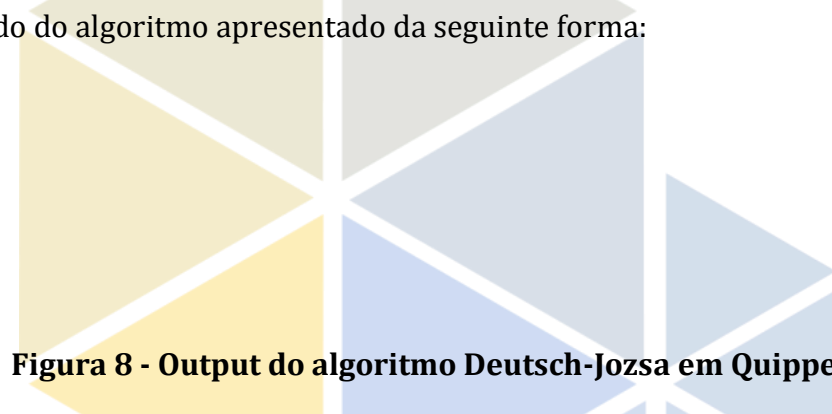 do do algoritmo apresentado da seguinte forma:
Figura 8 - Output do algoritmo Deutsch-Jozsa em Quippe